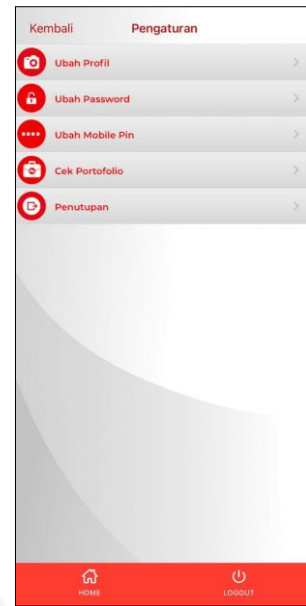 Kembali Pengaturan
Ubah Profil
Ubah Password
Ubah Mobile Pin
Cek Portofolio
Penutupan
HOME LOGOUT